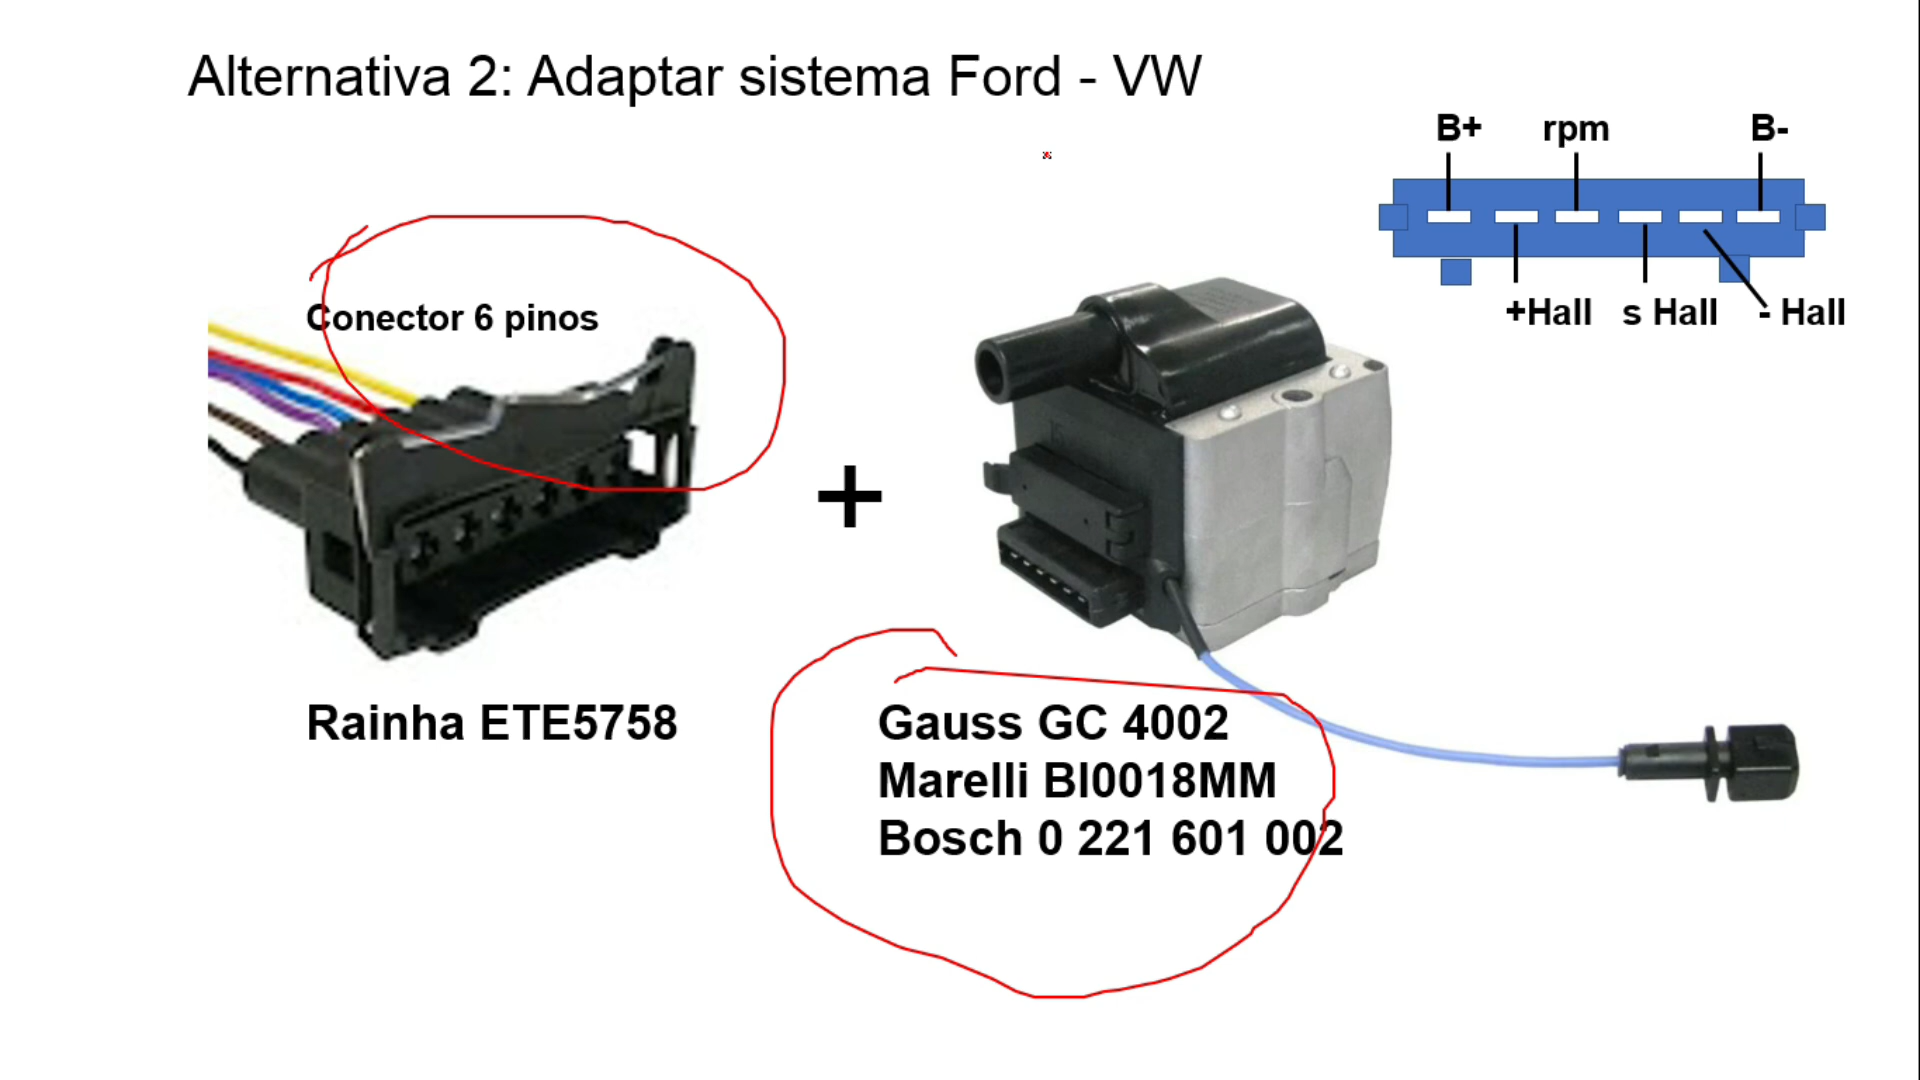 Alternativa 2: Adaptar sistema Ford - VW
B+ rpm B-
+Hall s Hall - Hall
Conector 6 pinos
+
Rainha ETE5758
Gauss GC 4002
Marelli BI0018MM
Bosch 0 221 601 002